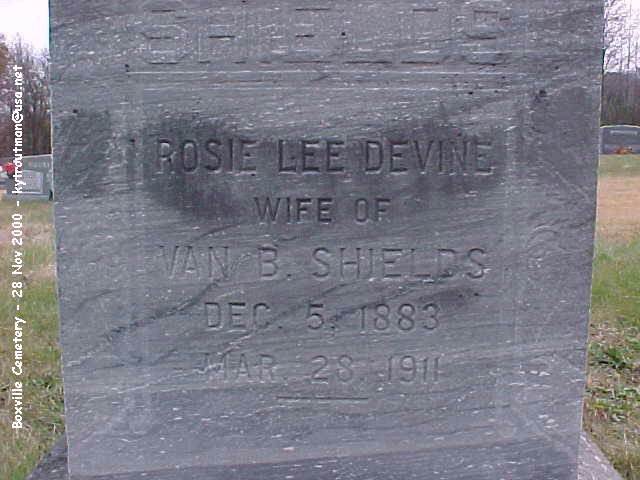 SHIELDS
ROSIE LEE DEVINE
WIFE OF
VAN B. SHIELDS
DEC. 5, 1883
MAR. 28, 1911
Boxville Cemetery - 28 Nov 2000 - kytroutman@usa.net